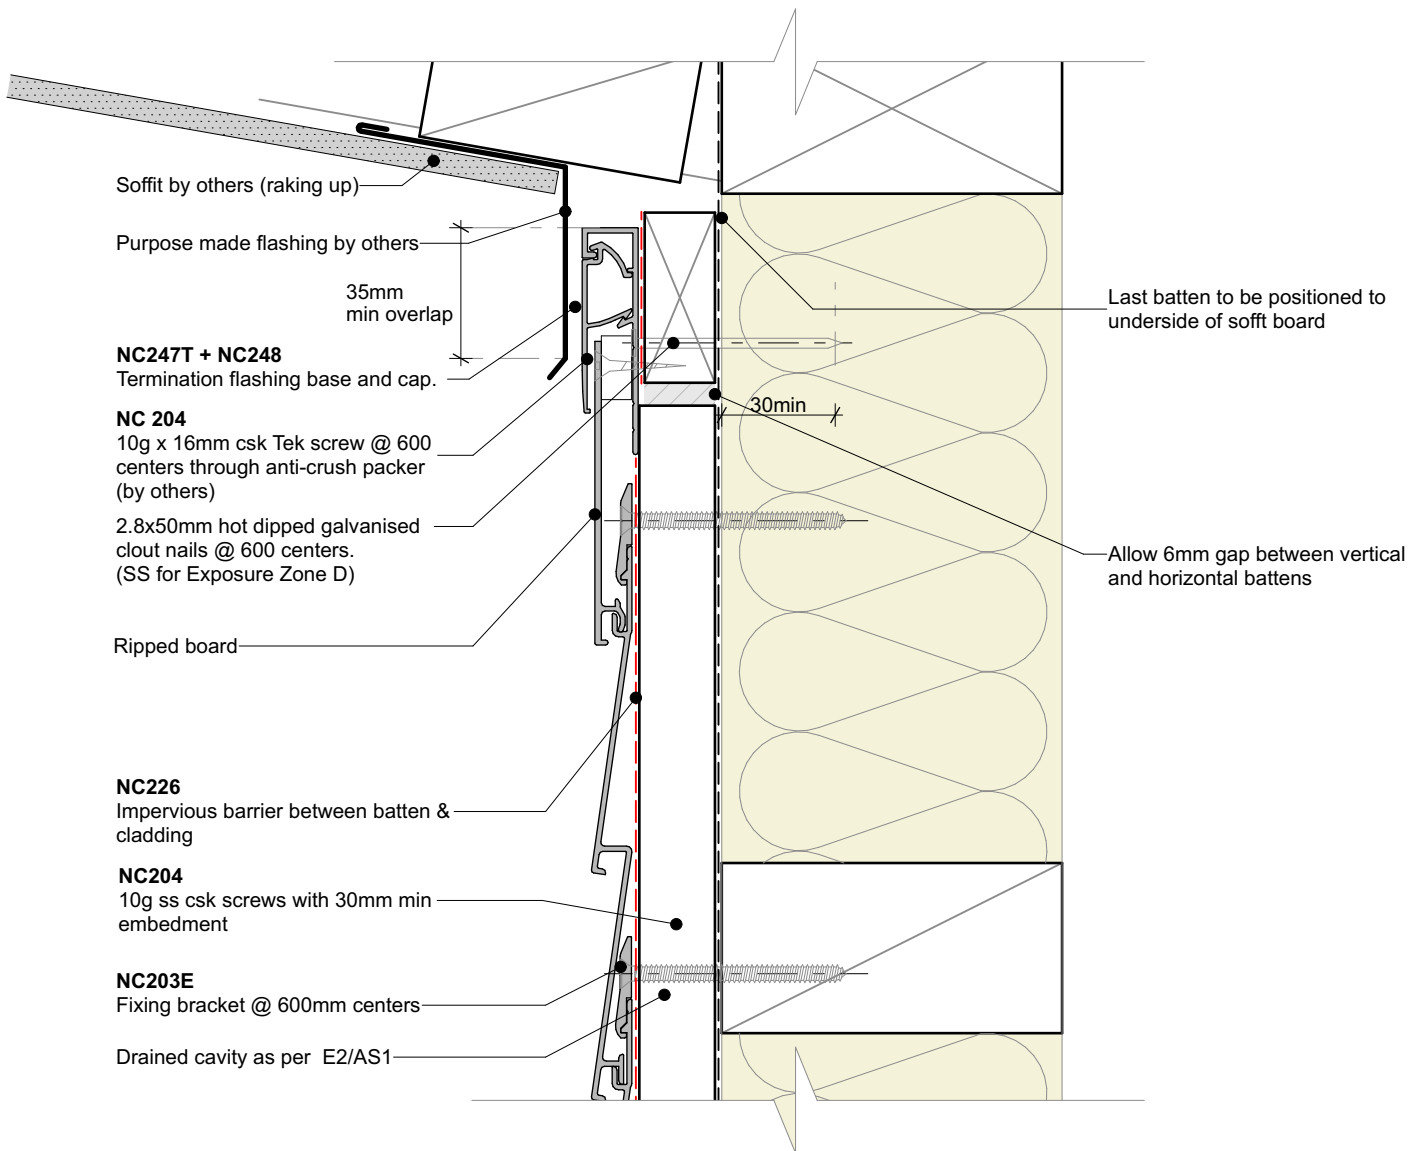 Soffit by others (raking up)
Purpose made flashing by others
35mm
min overlap
NC247T + NC248
Termination flashing base and cap.
NC 204
10g x 16mm csk Tek screw @ 600
centers through anti-crush packer
(by others)
2.8x50mm hot dipped galvanised
clout nails @ 600 centers.
(SS for Exposure Zone D)
Ripped board
NC226
Impervious barrier between batten &
cladding
NC204
10g ss csk screws with 30mm min
embedment
NC203E
Fixing bracket @ 600mm centers
Drained cavity as per E2/AS1
30min
Last batten to be positioned to
underside of sofft board
Allow 6mm gap between vertical
and horizontal battens